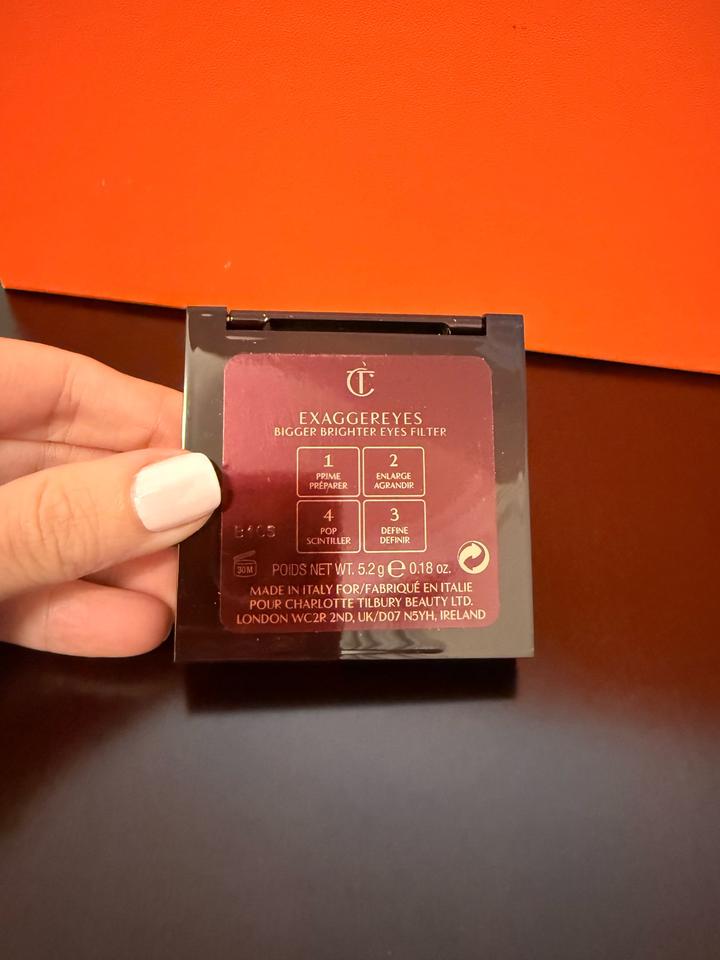 CT
EXAGGEREYES
BIGGER BRIGHTER EYES FILTER
1
PRIME
PRÉPARER
2
ENLARGE
AGRANDIR
4
POP
SCINTILLER
3
DEFINE
DEFINIR
30M
POIDS NET WT. 5.2 g ℮ 0.18 oz.
MADE IN ITALY FOR/FABRIQUÉ EN ITALIE
POUR CHARLOTTE TILBURY BEAUTY LTD.
LONDON WC2R 2ND, UK/D07 N5YH, IRELAND